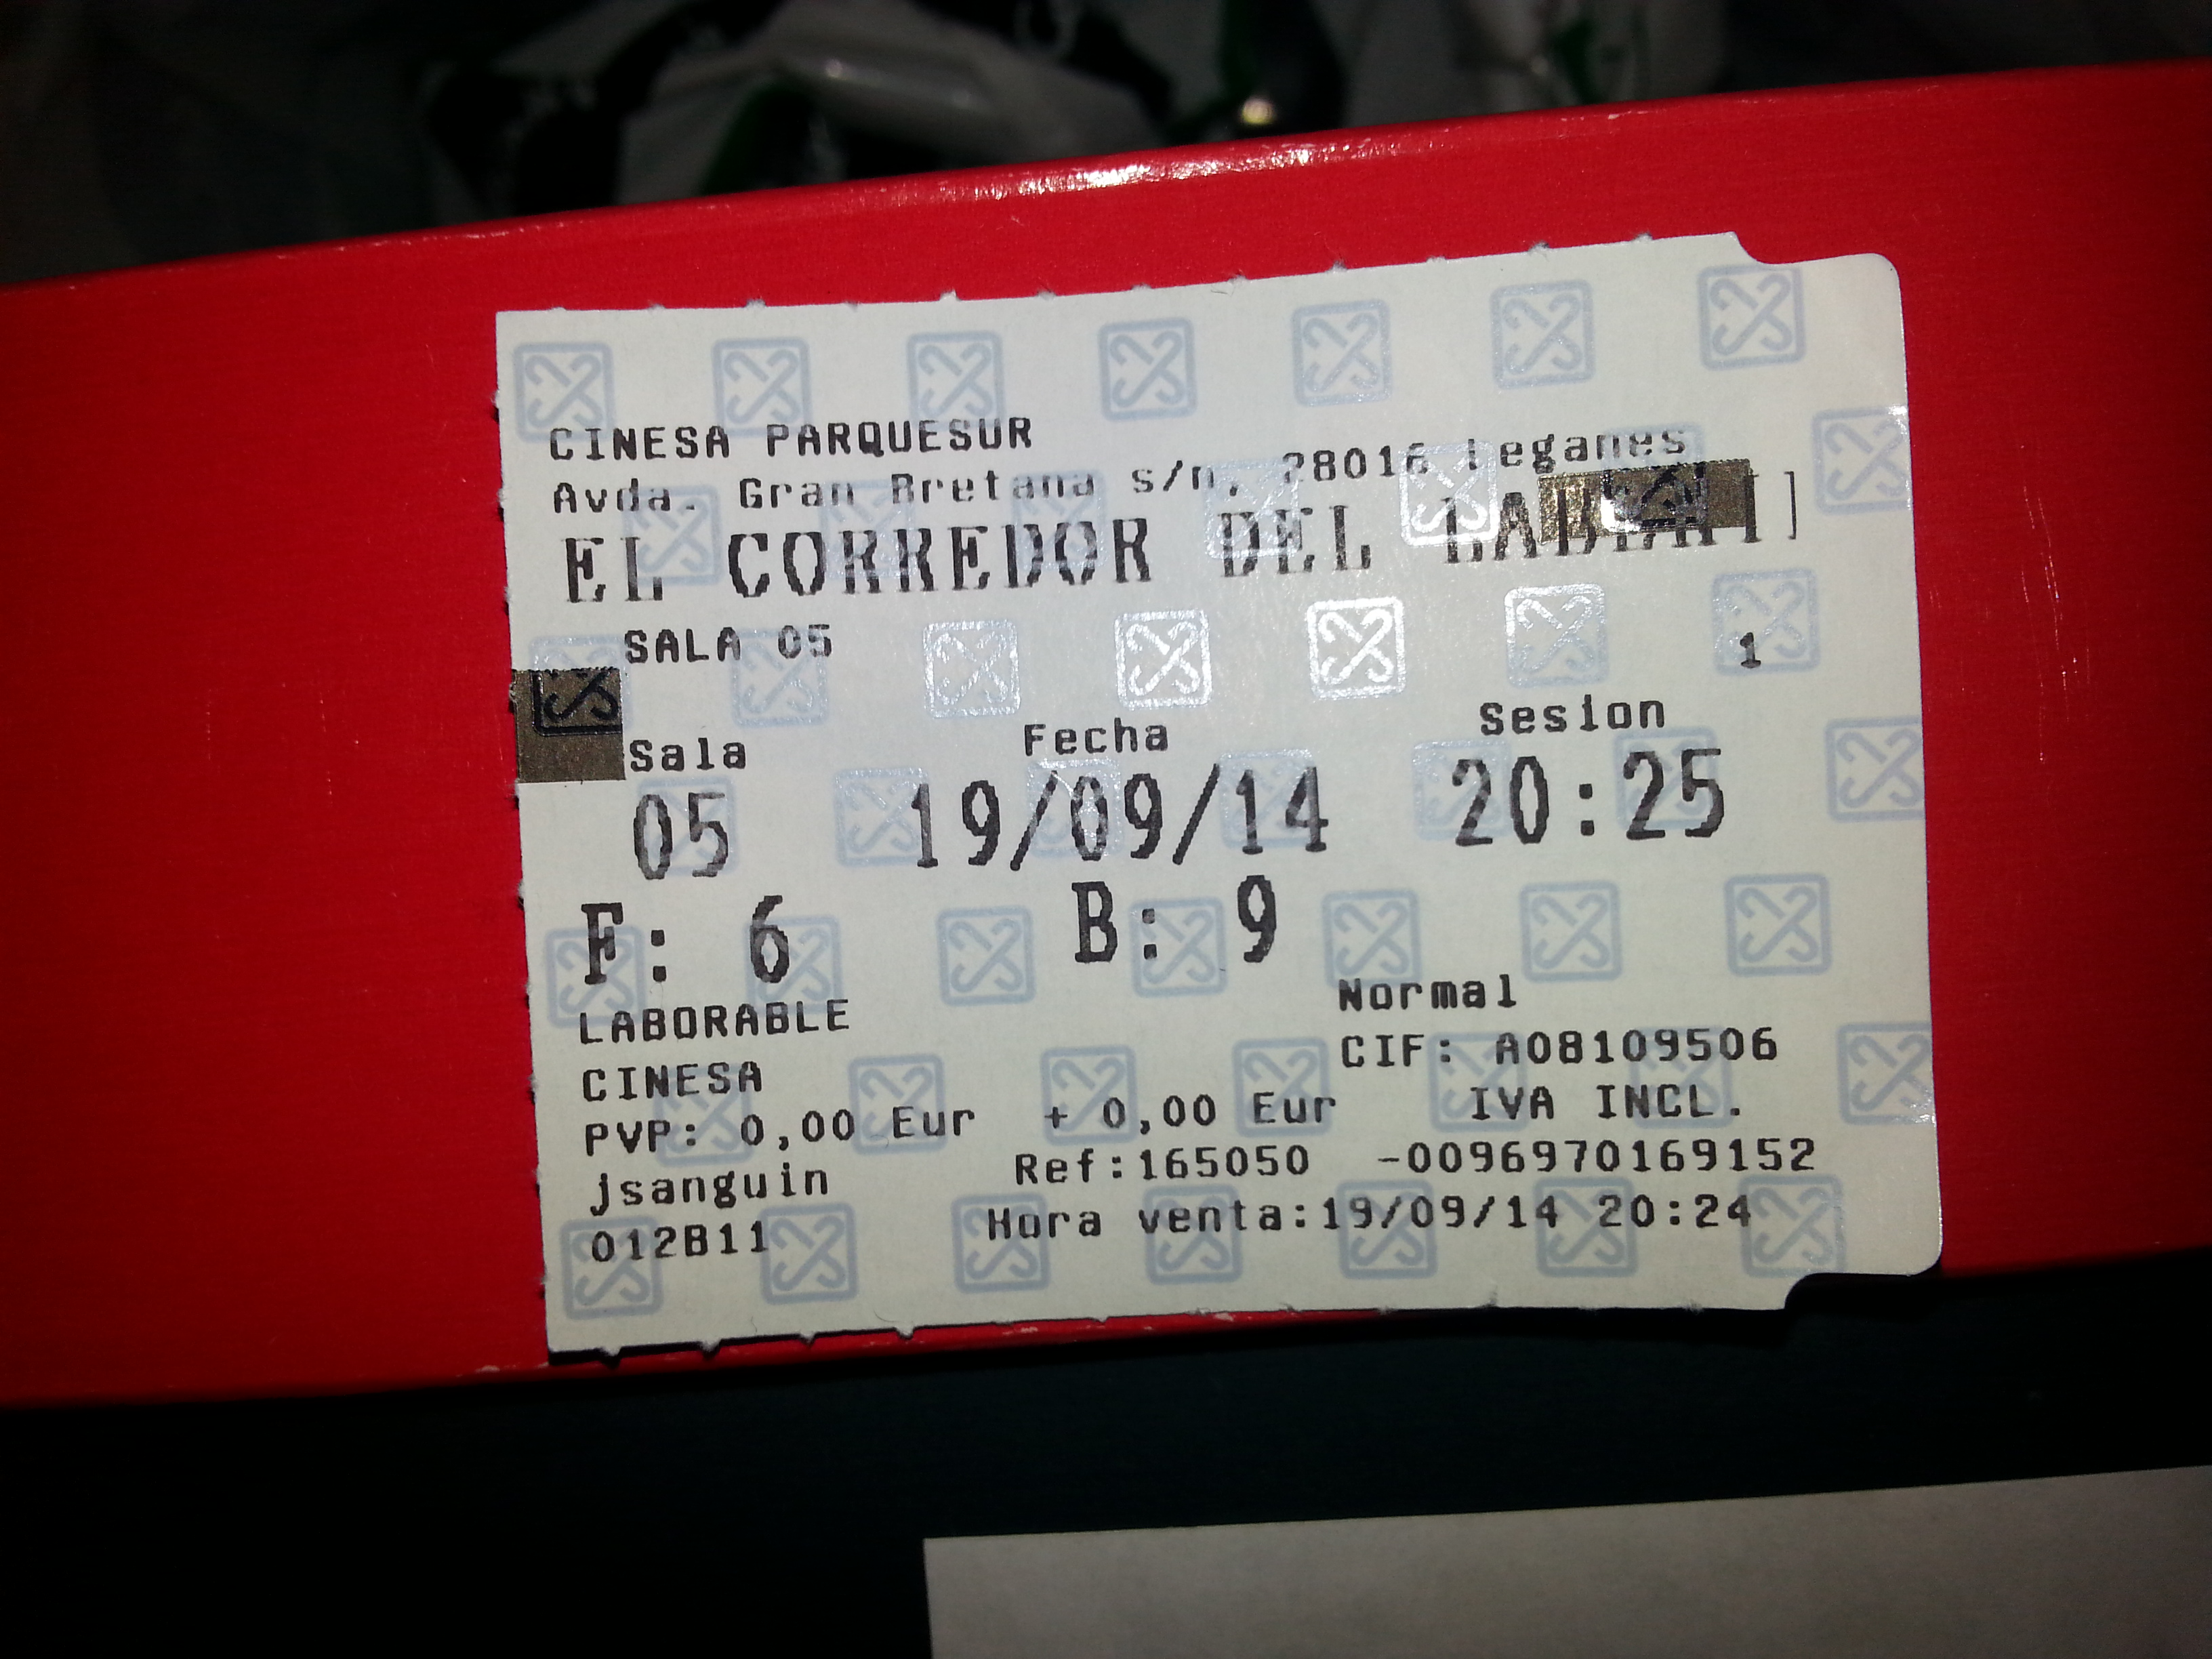 CINESA PARQUESUR
Avda. Gran Bretana s/n, 28016 Leganes
EL CORREDOR DEL
SALA 05 1
Sala Fecha Sesion
05 19/09/14 20:25
F: 6 B: 9
LABORABLE Normal
CINESA CIF: A08109506
PVP: 0,00 Eur + 0,00 Eur IVA INCL.
jsanguin Ref:165050 -0096970169152
012B11 Hora venta:19/09/14 20:24